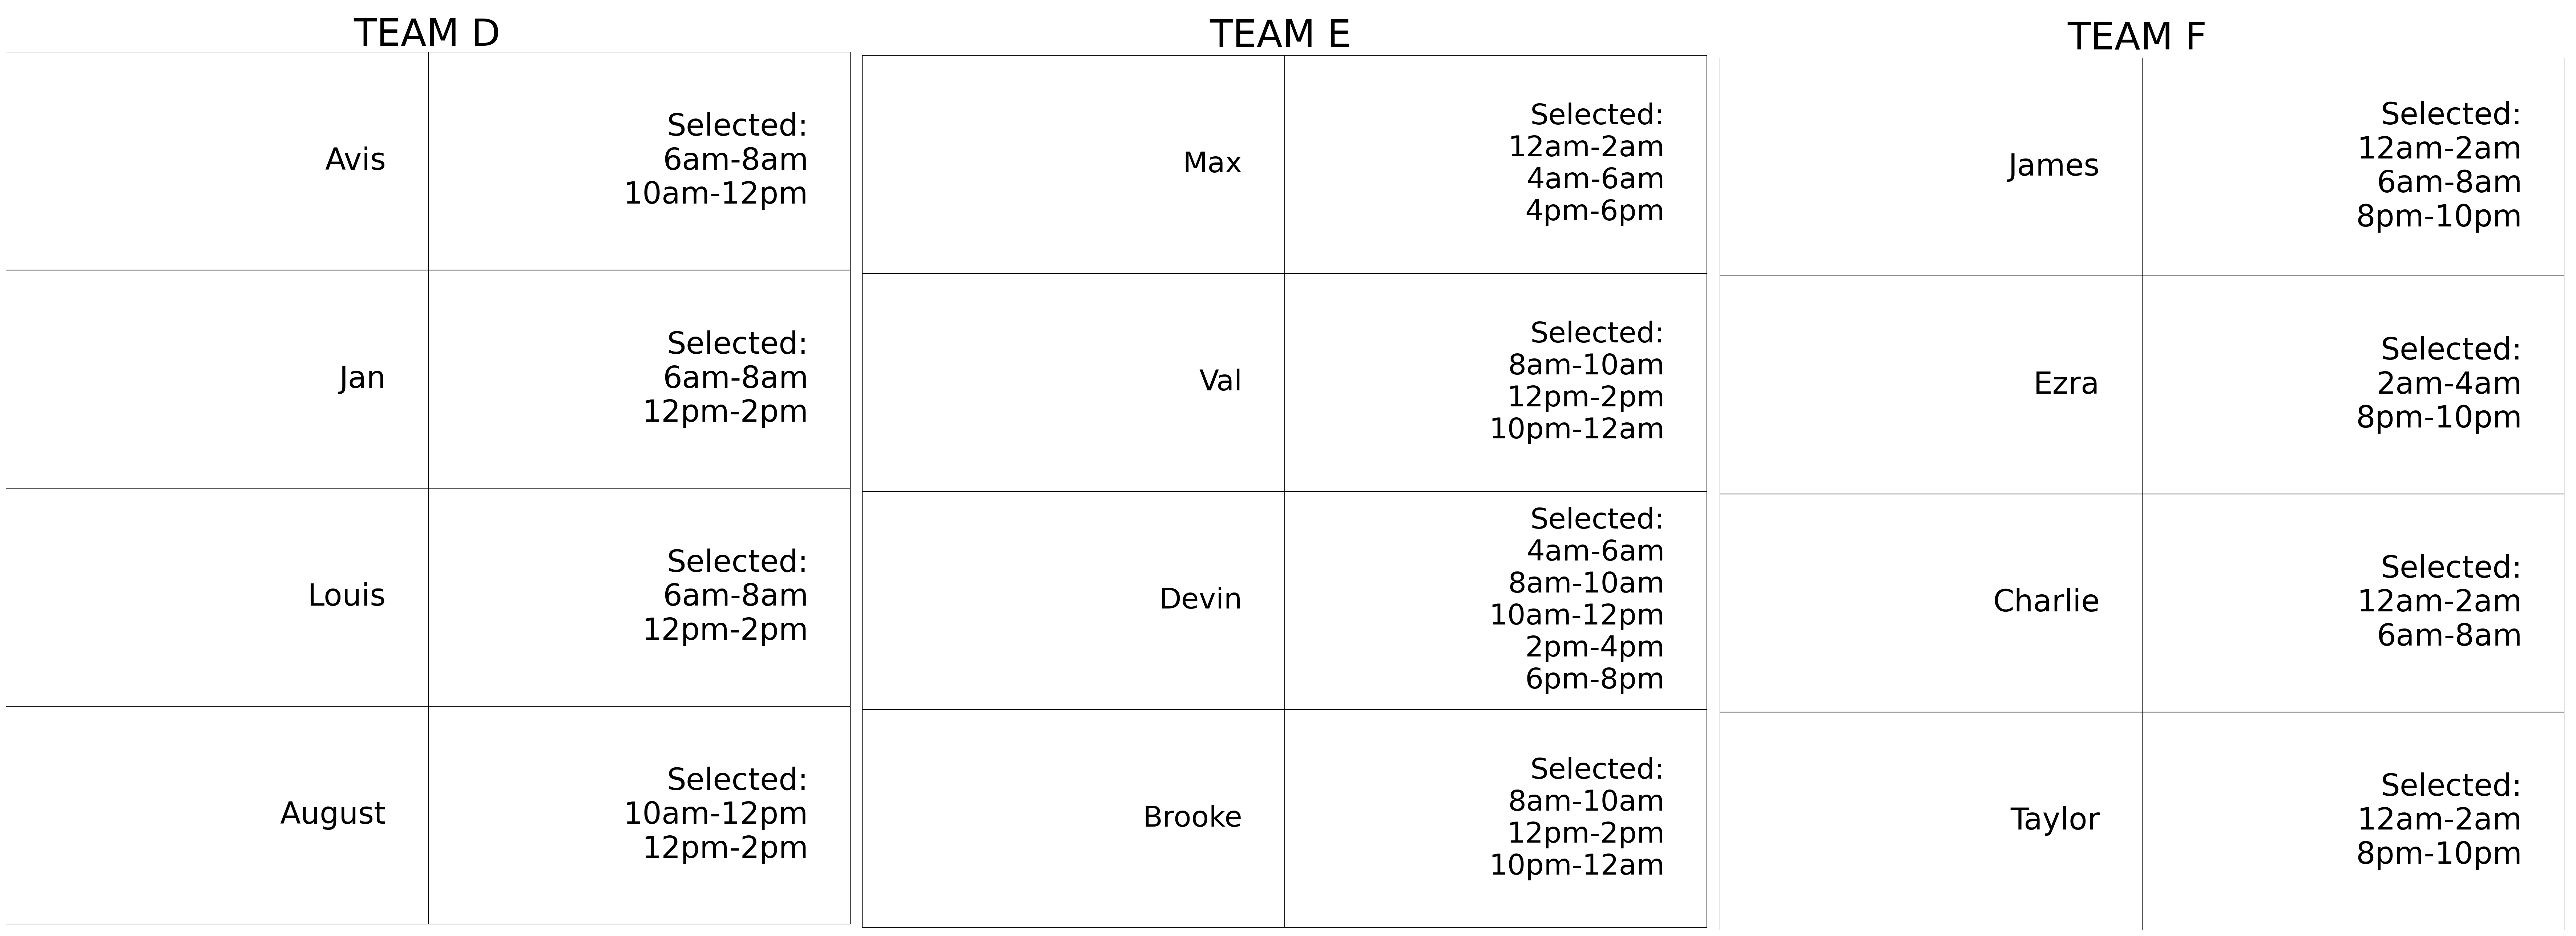 TEAM D
Avis
Selected:
6am-8am
10am-12pm
Jan
Selected:
6am-8am
12pm-2pm
Louis
Selected:
6am-8am
12pm-2pm
August
Selected:
10am-12pm
12pm-2pm
TEAM E
Max
Selected:
12am-2am
4am-6am
4pm-6pm
Val
Selected:
8am-10am
12pm-2pm
10pm-12am
Devin
Selected:
4am-6am
8am-10am
10am-12pm
2pm-4pm
6pm-8pm
Brooke
Selected:
8am-10am
12pm-2pm
10pm-12am
TEAM F
James
Selected:
12am-2am
6am-8am
8pm-10pm
Ezra
Selected:
2am-4am
8pm-10pm
Charlie
Selected:
12am-2am
6am-8am
Taylor
Selected:
12am-2am
8pm-10pm